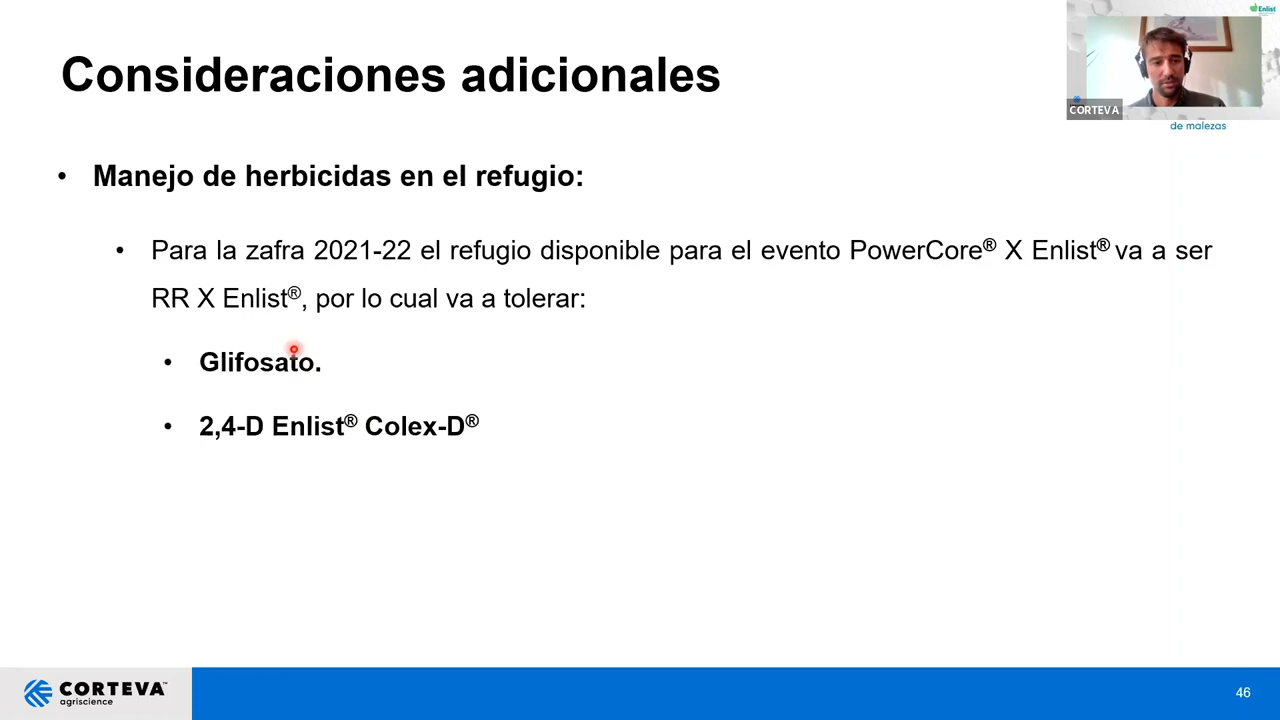 Consideraciones adicionales
Enlist
CORTEVA
de malezas
• Manejo de herbicidas en el refugio:
• Para la zafra 2021-22 el refugio disponible para el evento PowerCore® X Enlist® va a ser
RR X Enlist®, por lo cual va a tolerar:
• Glifosato.
• 2,4-D Enlist® Colex-D®
CORTEVA™
agriscience
46